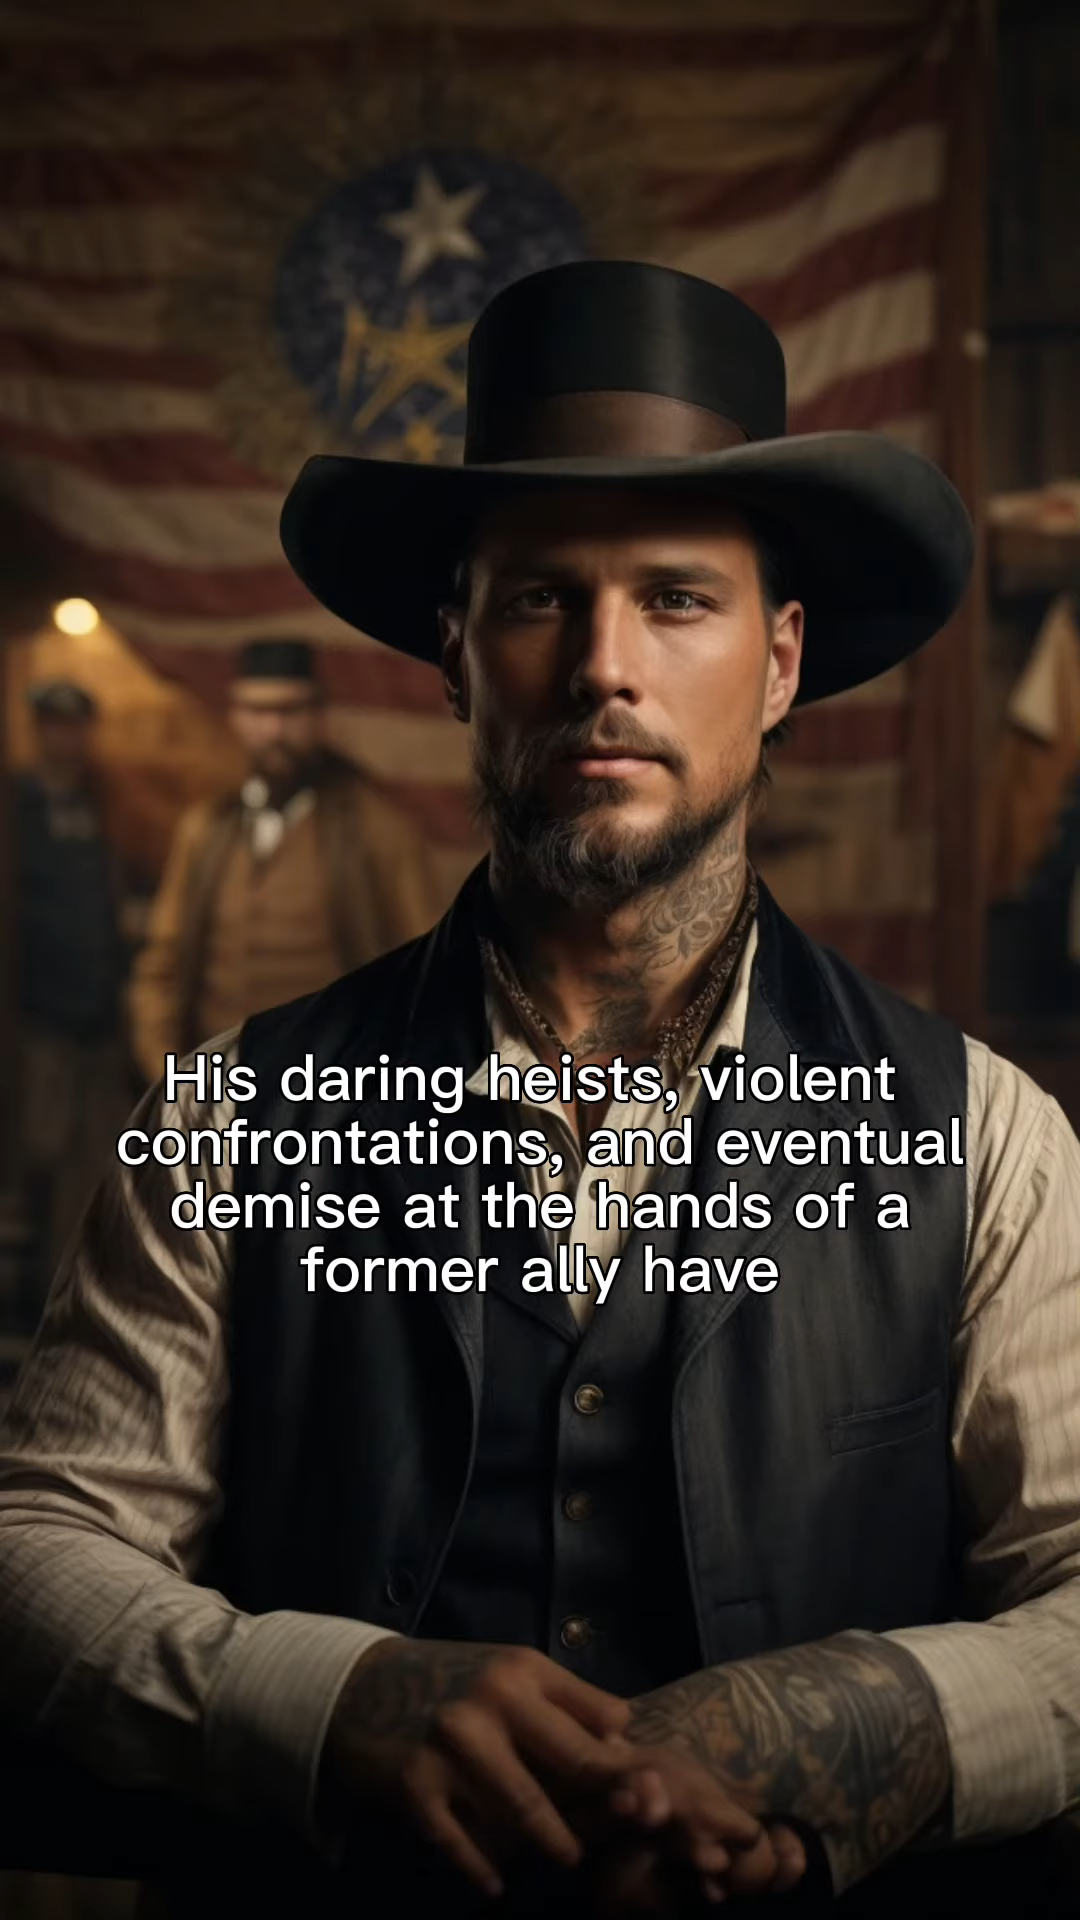 His daring heists, violent
confrontations, and eventual
demise at the hands of a
former ally have